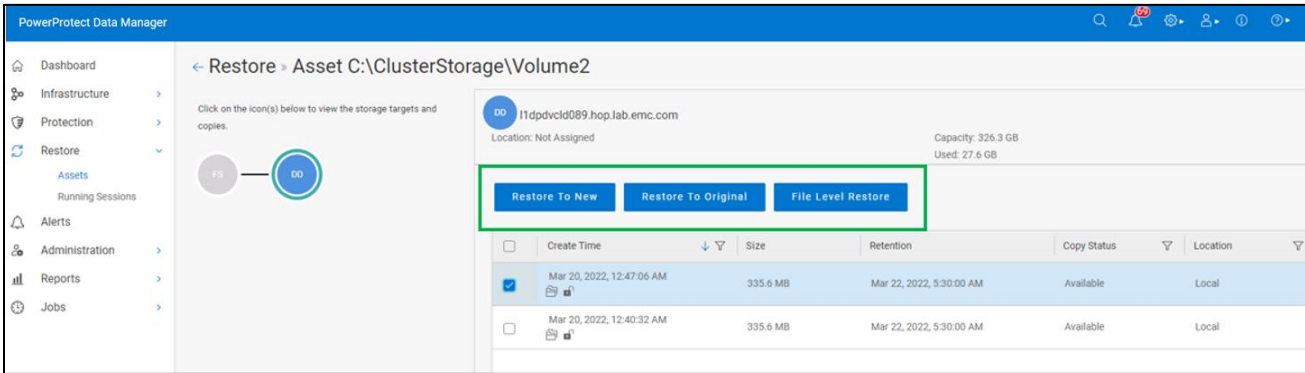 PowerProtect Data Manager
69
Dashboard
Infrastructure
Protection
Restore
Assets
Running Sessions
Alerts
Administration
Reports
Jobs
← Restore » Asset C:\ClusterStorage\Volume2
Click on the icon(s) below to view the storage targets and
copies.
FS
DD
DD
l1dpdvcld089.hop.lab.emc.com
Location: Not Assigned
Capacity: 326.3 GB
Used: 27.6 GB
Restore To New Restore To Original File Level Restore
Create Time Size Retention Copy Status Location
Mar 20, 2022, 12:47:06 AM 335.6 MB Mar 22, 2022, 5:30:00 AM Available Local
Mar 20, 2022, 12:40:32 AM 335.6 MB Mar 22, 2022, 5:30:00 AM Available Local